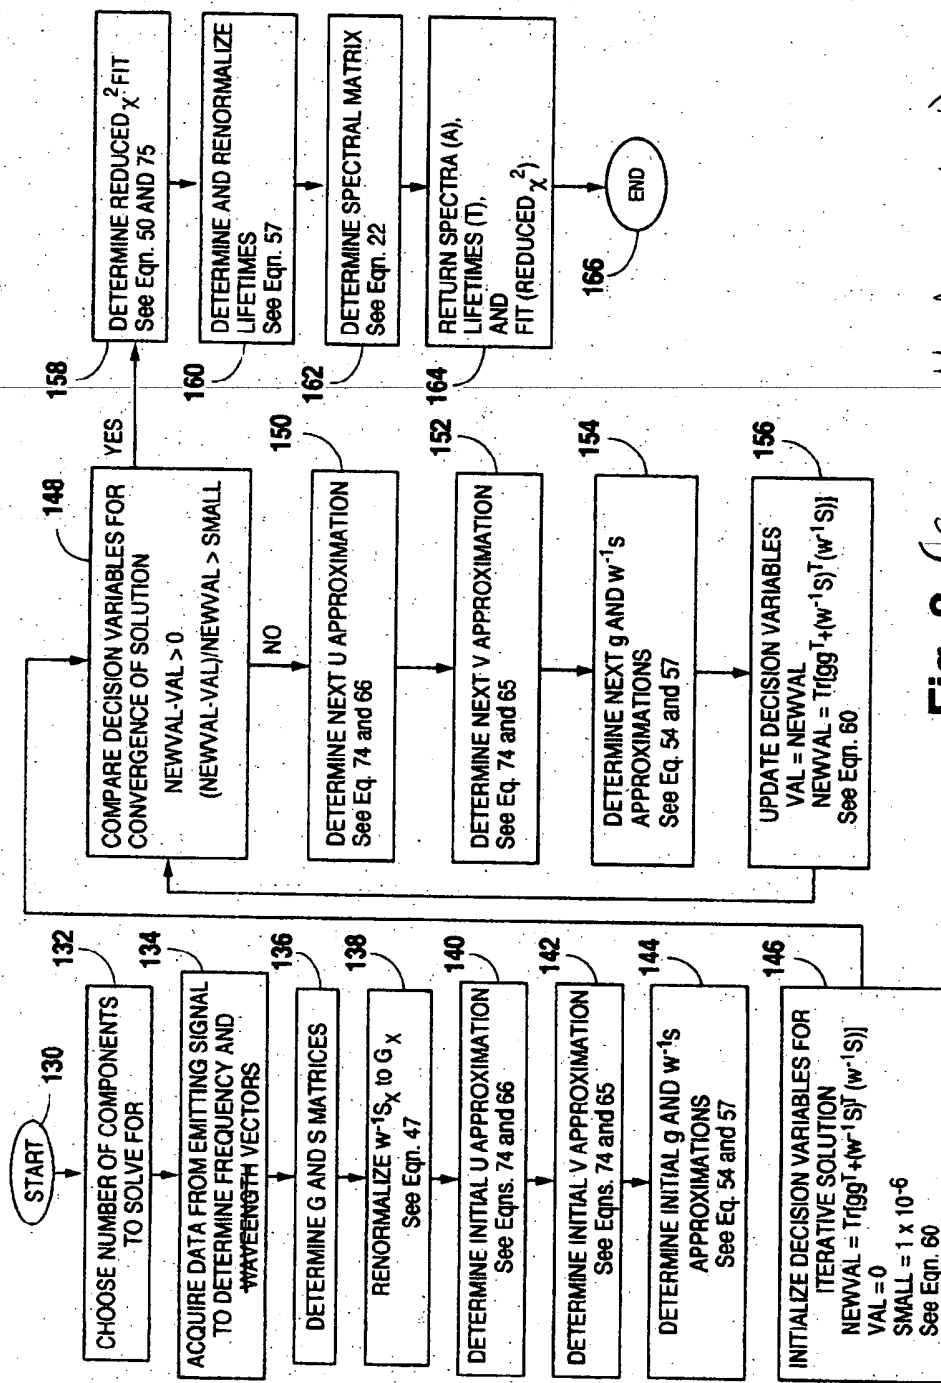 START
130
CHOOSE NUMBER OF COMPONENTS
TO SOLVE FOR
132
ACQUIRE DATA FROM EMITTING SIGNAL
TO DETERMINE FREQUENCY AND
WAVEENGTH VECTORS
134
DETERMINE G AND S MATRICES
136
RENORMALIZE w⁻¹S_X to G_X
See Eqn. 47
138
DETERMINE INITIAL U APPROXIMATION
See Eqns. 74 and 66
140
DETERMINE INITIAL V APPROXIMATION
See Eqns. 74 and 65
142
DETERMINE INITIAL g AND w⁻¹s
APPROXIMATIONS
See Eq. 54 and 57
144
INITIALIZE DECISION VARIABLES FOR
ITERATIVE SOLUTION
NEWVAL = Tr[ggᵀ+(w⁻¹S)ᵀ(w⁻¹S)]
VAL = 0
SMALL = 1 x 10⁻⁶
See Eqn. 60
146
COMPARE DECISION VARIABLES FOR
CONVERGENCE OF SOLUTION
NEWVAL-VAL > 0
(NEWVAL-VAL)/NEWVAL > SMALL
148
YES
NO
DETERMINE NEXT U APPROXIMATION
See Eq. 74 and 66
150
DETERMINE NEXT V APPROXIMATION
See Eq. 74 and 65
152
DETERMINE NEXT g AND w⁻¹s
APPROXIMATIONS
See Eq. 54 and 57
154
UPDATE DECISION VARIABLES
VAL = NEWVAL
NEWVAL = Tr[ggᵀ+(w⁻¹S)ᵀ(w⁻¹S)]
See Eqn. 60
156
DETERMINE REDUCED χ² FIT
See Eqn. 50 AND 75
158
DETERMINE AND RENORMALIZE
LIFETIMES
See Eqn. 57
160
DETERMINE SPECTRAL MATRIX
See Eqn. 22
162
RETURN SPECTRA (A),
LIFETIMES (T),
AND
FIT (REDUCED χ²)
164
END
166